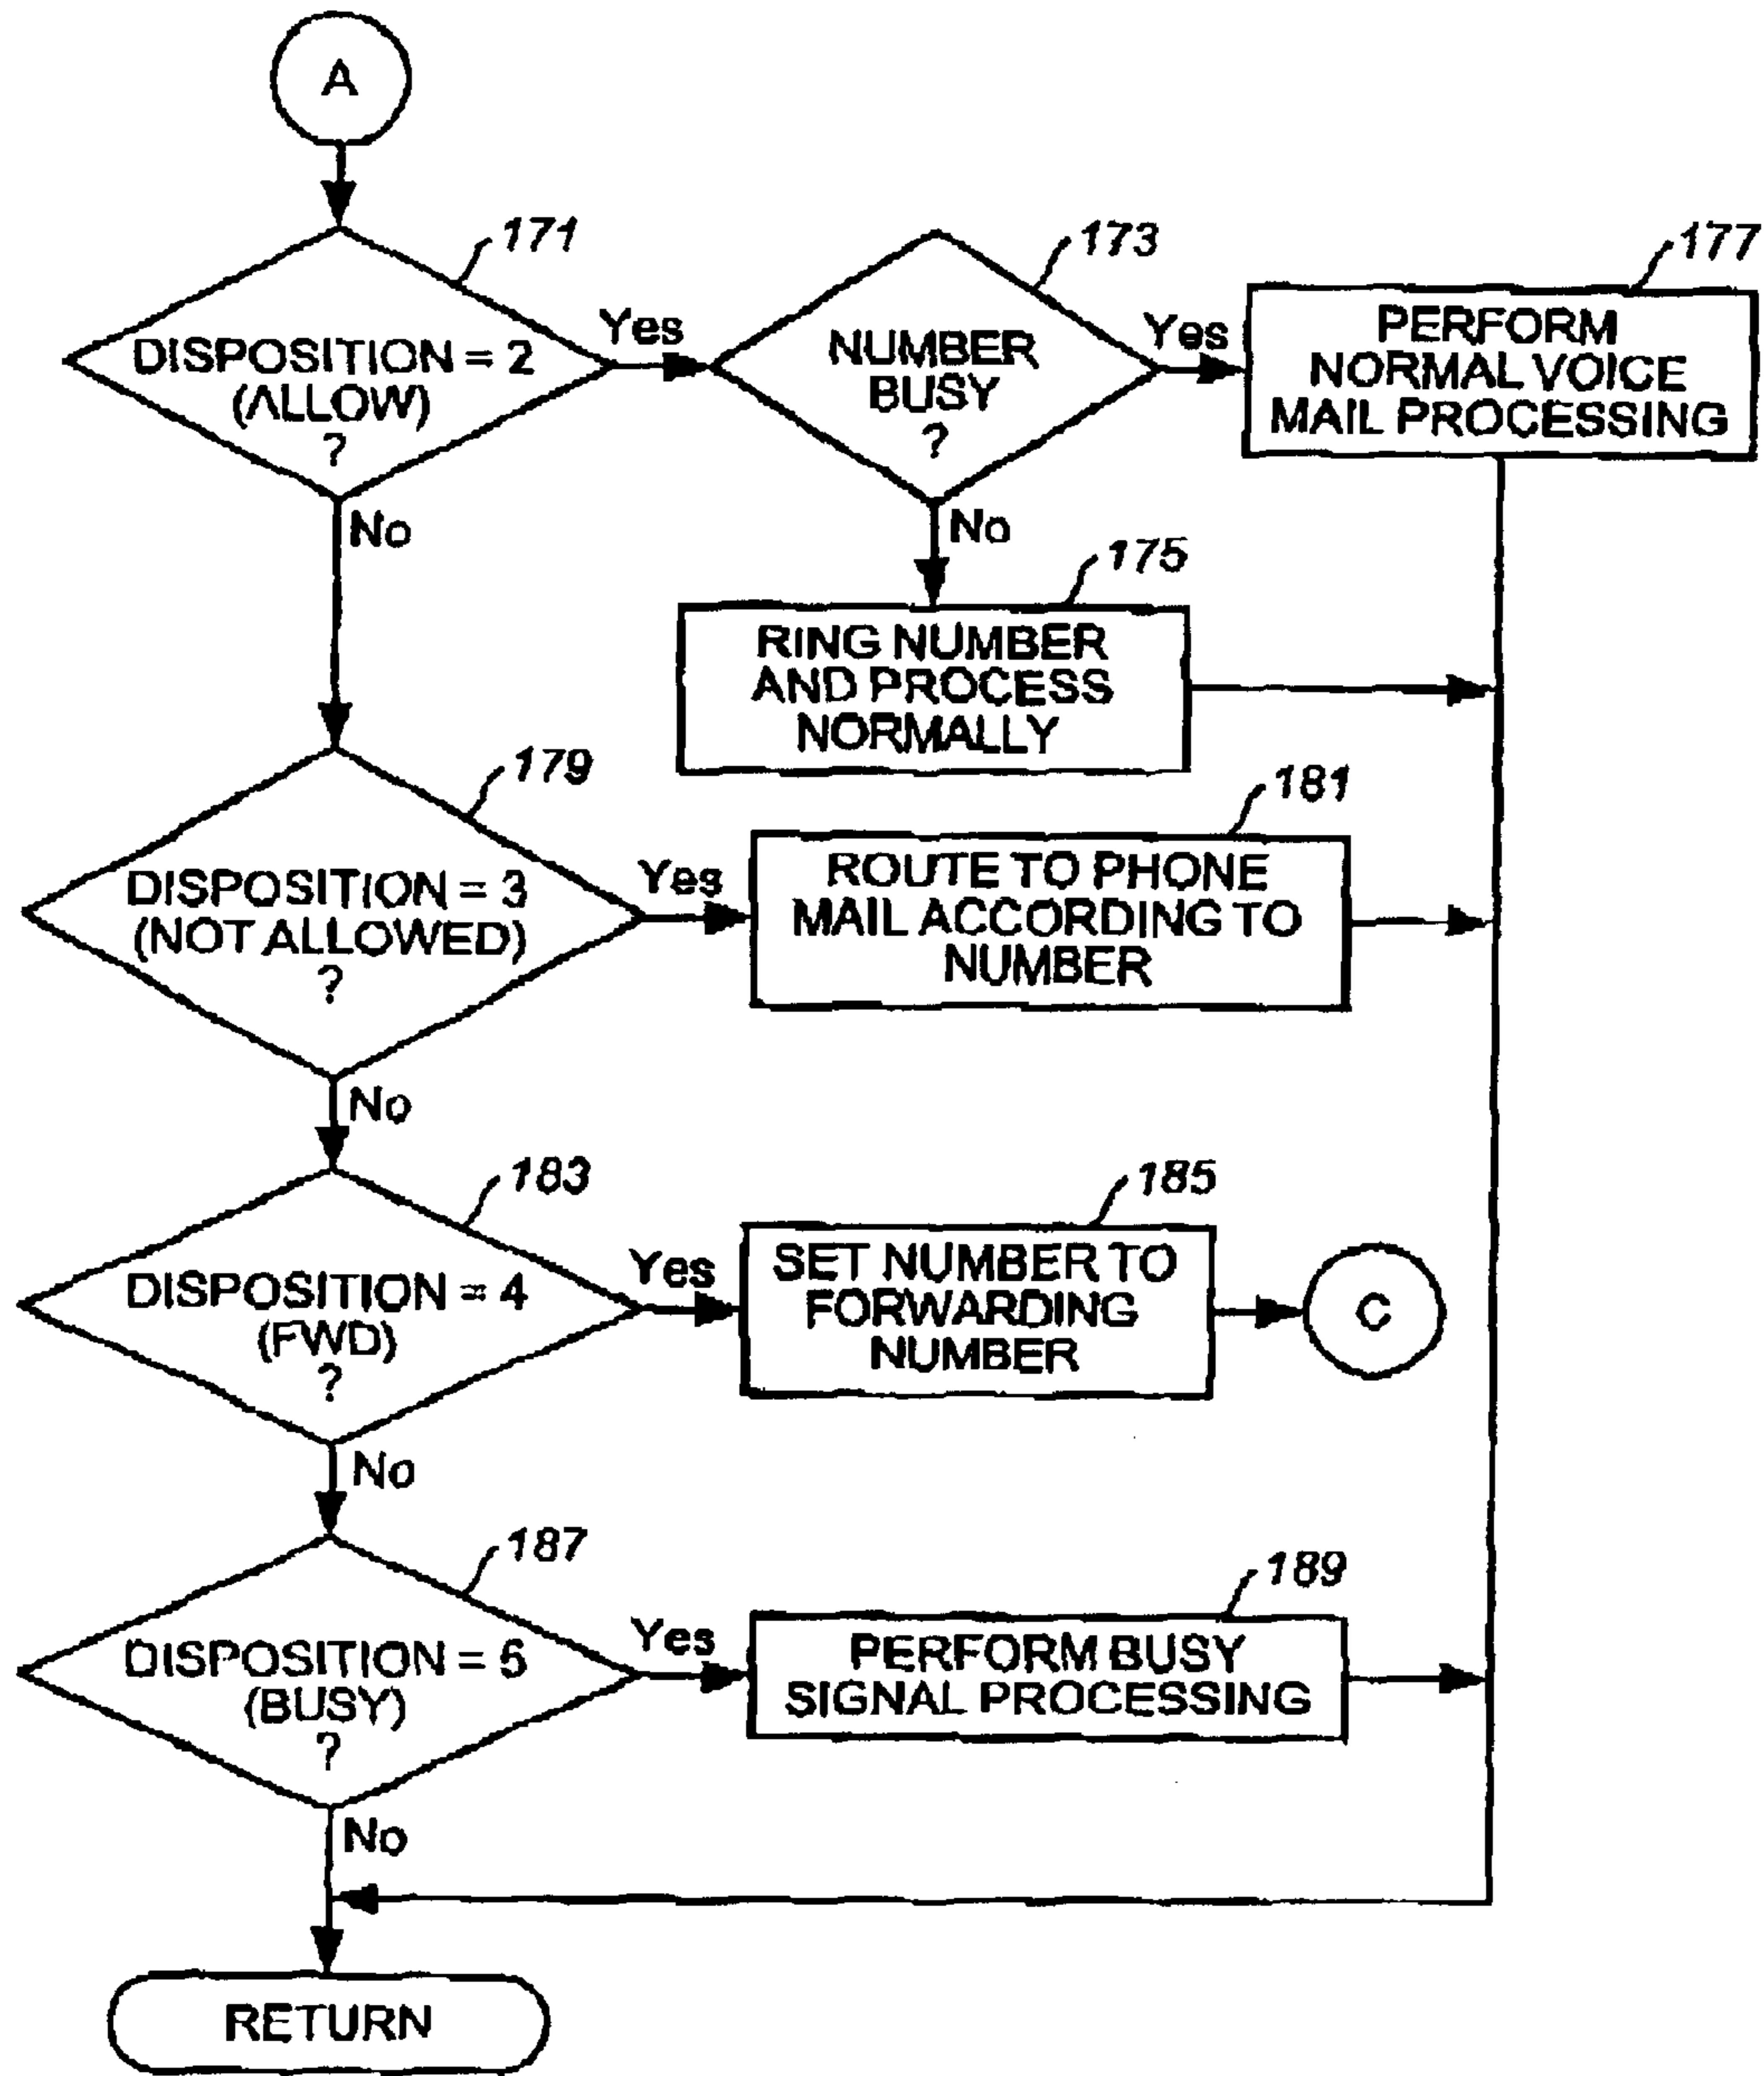 A
171
DISPOSITION = 2
(ALLOW)
?
Yes
No
173
NUMBER
BUSY
?
Yes
No
177
PERFORM
NORMAL VOICE
MAIL PROCESSING
175
RING NUMBER
AND PROCESS
NORMALLY
179
DISPOSITION = 3
(NOT ALLOWED)
?
Yes
No
181
ROUTE TO PHONE
MAIL ACCORDING TO
NUMBER
183
DISPOSITION = 4
(FWD)
?
Yes
No
185
SET NUMBER TO
FORWARDING
NUMBER
C
187
DISPOSITION = 5
(BUSY)
?
Yes
No
189
PERFORM BUSY
SIGNAL PROCESSING
RETURN